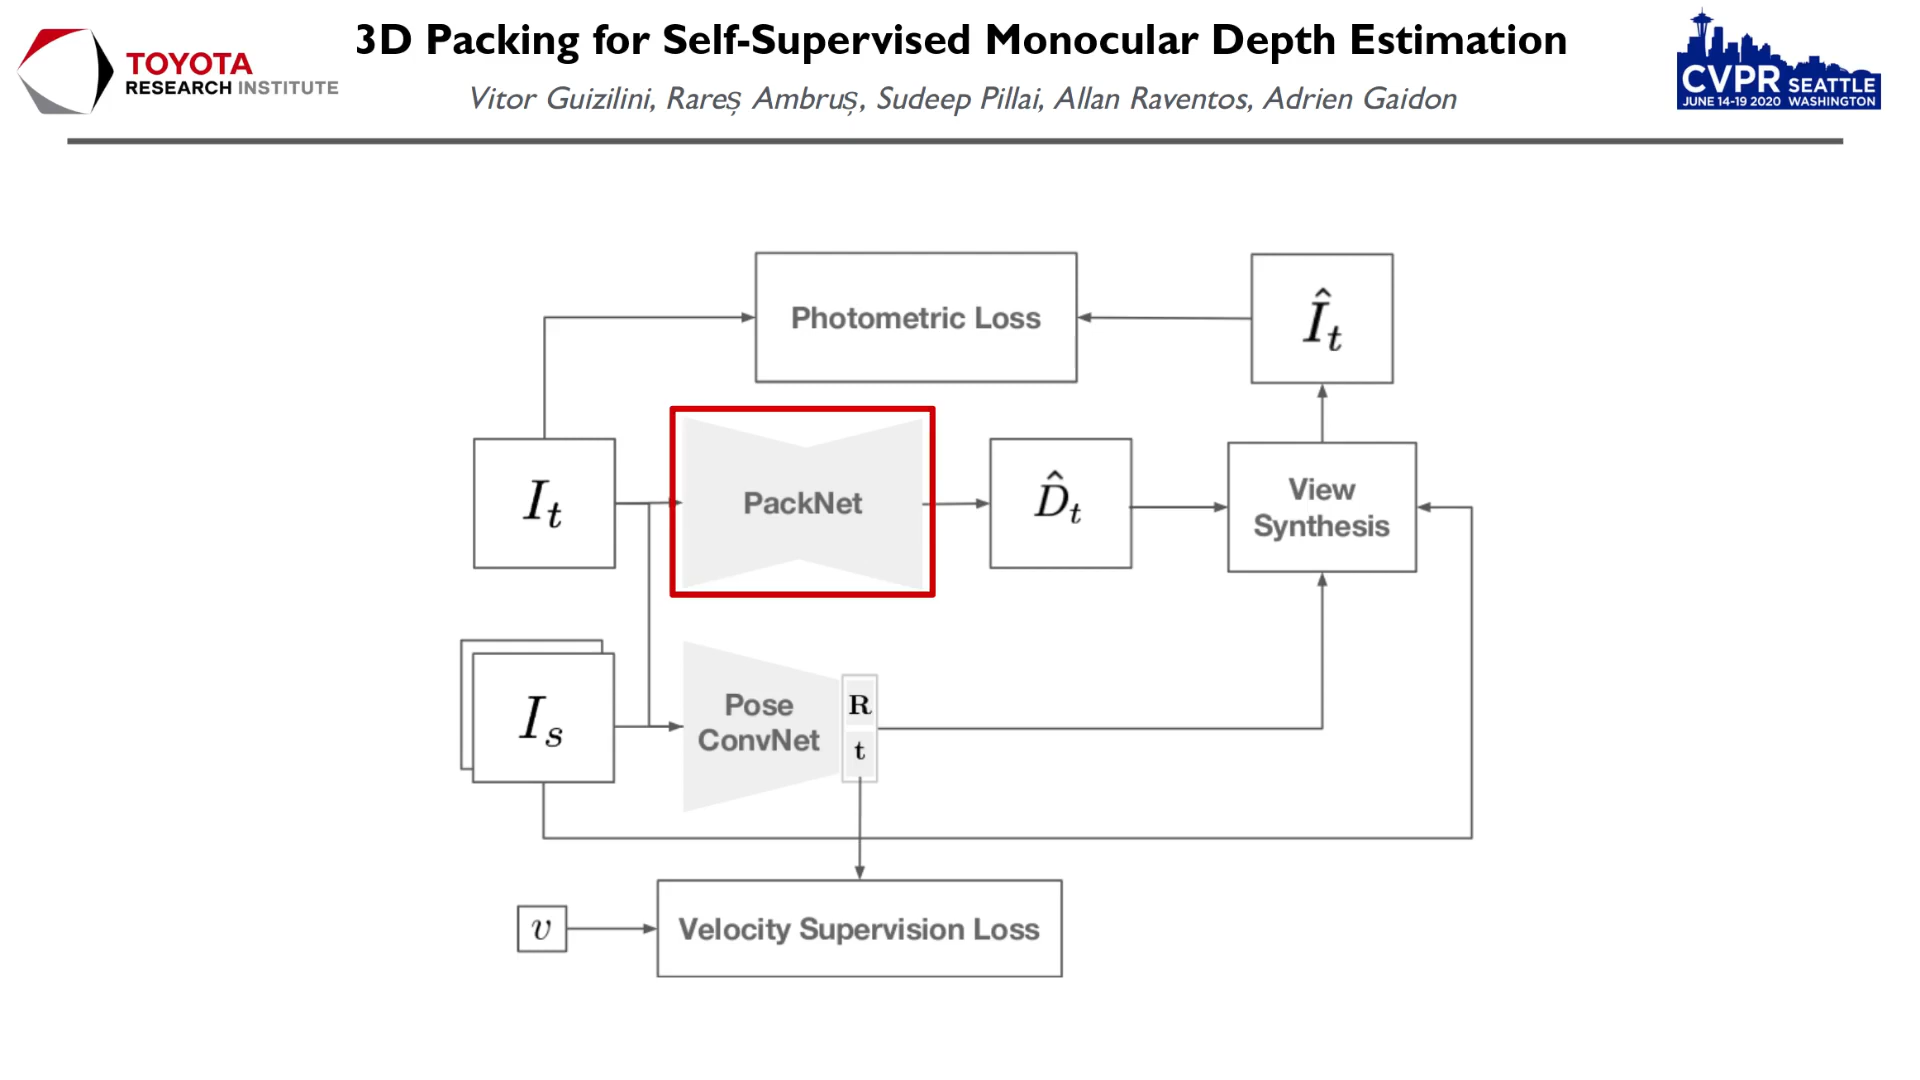 TOYOTA
RESEARCH INSTITUTE
3D Packing for Self-Supervised Monocular Depth Estimation
Vitor Guizilini, Rareș Ambruș, Sudeep Pillai, Allan Raventos, Adrien Gaidon
CVPR SEATTLE
JUNE 14-19 2020 WASHINGTON
Photometric Loss
Î_t
I_t
PackNet
D̂_t
View
Synthesis
I_s
Pose
ConvNet
R
t
v
Velocity Supervision Loss